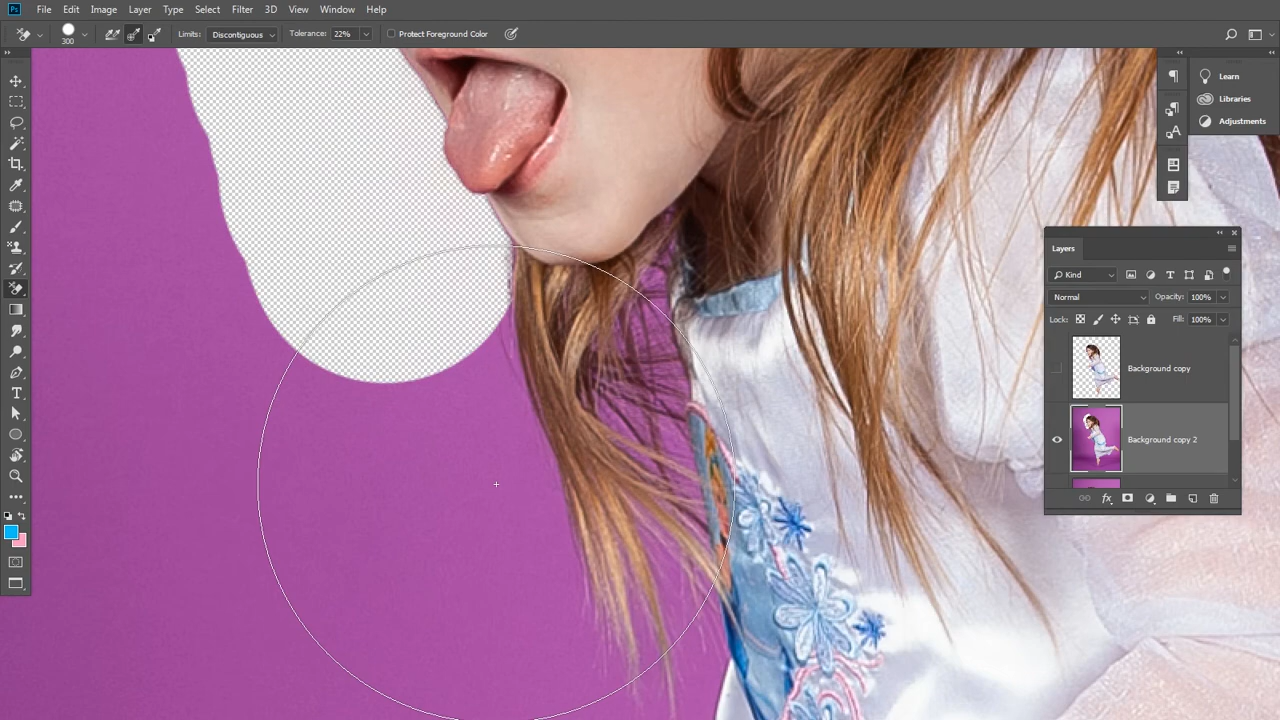 Ps File Edit Image Layer Type Select Filter 3D View Window Help
300 Limits: Discontiguous Tolerance: 22% Protect Foreground Color
Learn
Libraries
Adjustments
Layers
Kind
Normal Opacity: 100%
Lock: Fill: 100%
Background copy
Background copy 2